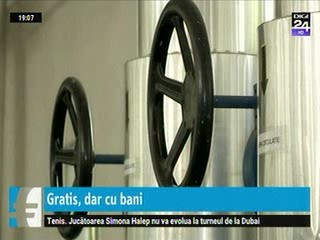 19:07
DIGI
24
HD
Gratis, dar cu bani
Tenis. Jucătoarea Simona Halep nu va evolua la turneul de la Dubai